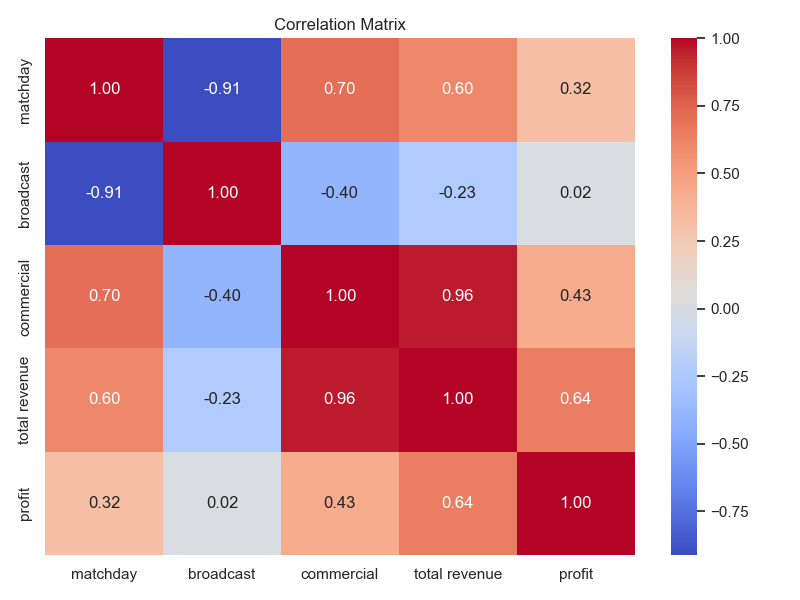 Correlation Matrix
matchday 1.00 -0.91 0.70 0.60 0.32
broadcast -0.91 1.00 -0.40 -0.23 0.02
commercial 0.70 -0.40 1.00 0.96 0.43
total revenue 0.60 -0.23 0.96 1.00 0.64
profit 0.32 0.02 0.43 0.64 1.00
matchday broadcast commercial total revenue profit
1.00
0.75
0.50
0.25
0.00
−0.25
−0.50
−0.75